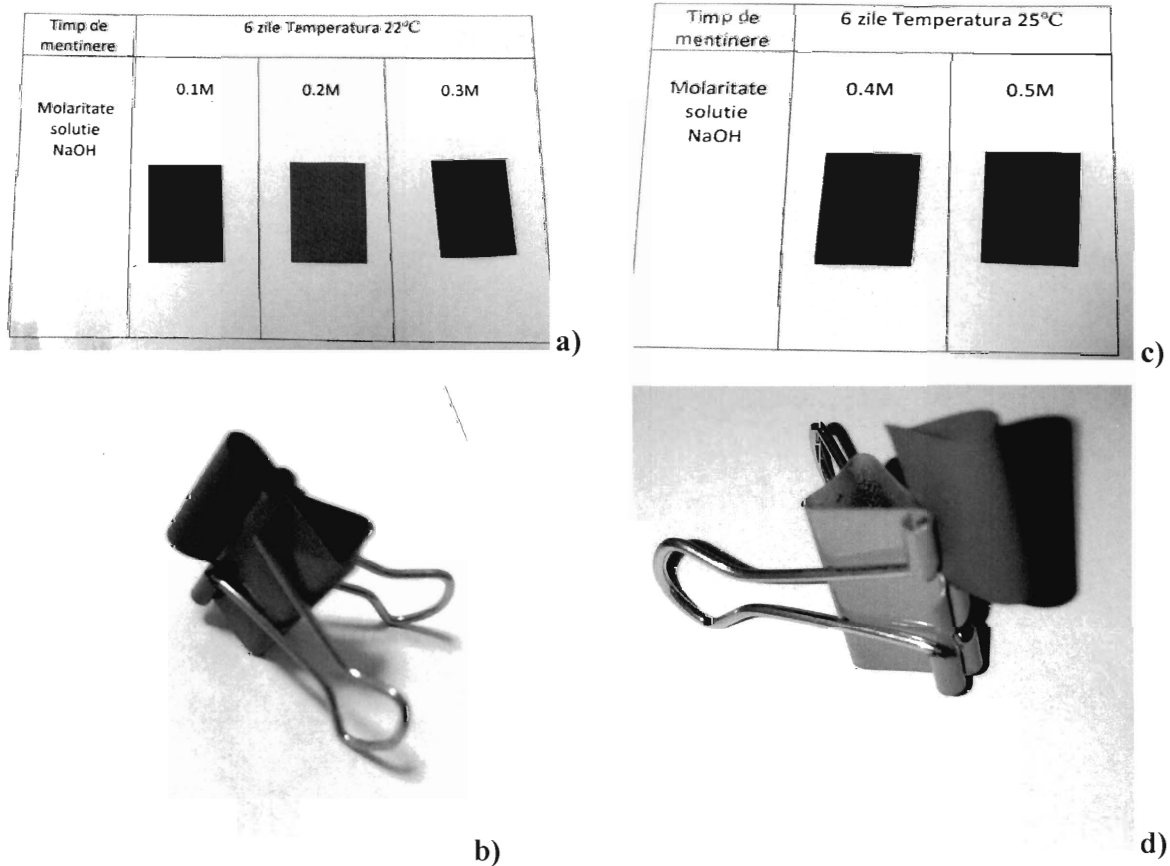 Timp de
mentinere
6 zile Temperatura 22°C
Molaritate
solutie
NaOH
0.1M
0.2M
0.3M
a)
Timp de
mentinere
6 zile Temperatura 25°C
Molaritate
solutie
NaOH
0.4M
0.5M
c)
b)
d)